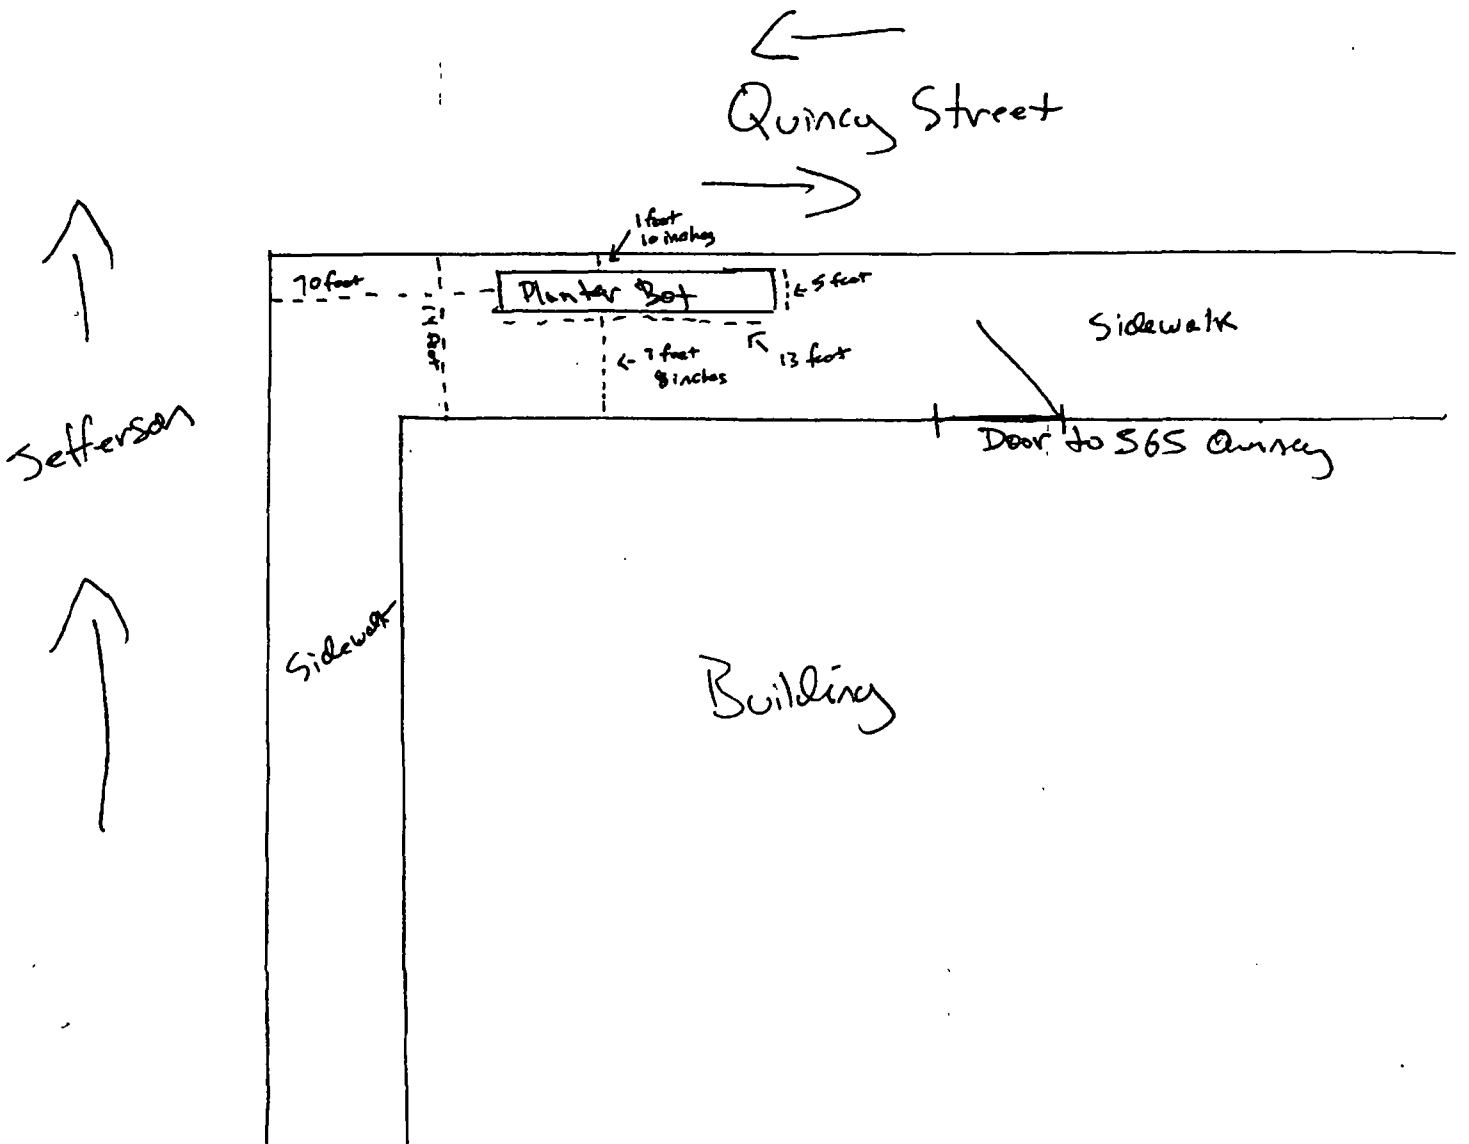 Quincy Street
1 foot
10 inches
70 foot
Planter Box
5 foot
7 foot
8 inches
13 foot
Sidewalk
Jefferson
Door to 565 Quincy
Sidewalk
Building